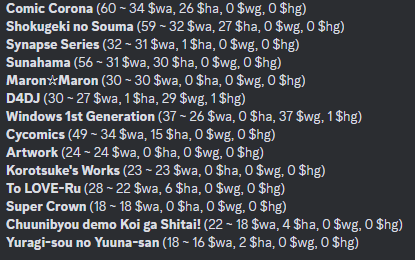 Comic Corona (60 ~ 34 $wa, 26 $ha, 0 $wg, 0 $hg)
Shokugeki no Souma (59 ~ 32 $wa, 27 $ha, 0 $wg, 0 $hg)
Synapse Series (32 ~ 31 $wa, 1 $ha, 0 $wg, 0 $hg)
Sunahama (56 ~ 31 $wa, 30 $ha, 0 $wg, 0 $hg)
Maron☆Maron (30 ~ 30 $wa, 0 $ha, 0 $wg, 0 $hg)
D4DJ (30 ~ 27 $wa, 1 $ha, 29 $wg, 1 $hg)
Windows 1st Generation (37 ~ 26 $wa, 0 $ha, 37 $wg, 1 $hg)
Cycomics (49 ~ 34 $wa, 15 $ha, 0 $wg, 0 $hg)
Artwork (24 ~ 24 $wa, 0 $ha, 0 $wg, 0 $hg)
Korotsuke's Works (23 ~ 23 $wa, 0 $ha, 0 $wg, 0 $hg)
To LOVE-Ru (28 ~ 22 $wa, 6 $ha, 0 $wg, 0 $hg)
Super Crown (18 ~ 18 $wa, 0 $ha, 0 $wg, 0 $hg)
Chuunibyou demo Koi ga Shitai! (22 ~ 18 $wa, 4 $ha, 0 $wg, 0 $hg)
Yuragi-sou no Yuuna-san (18 ~ 16 $wa, 2 $ha, 0 $wg, 0 $hg)